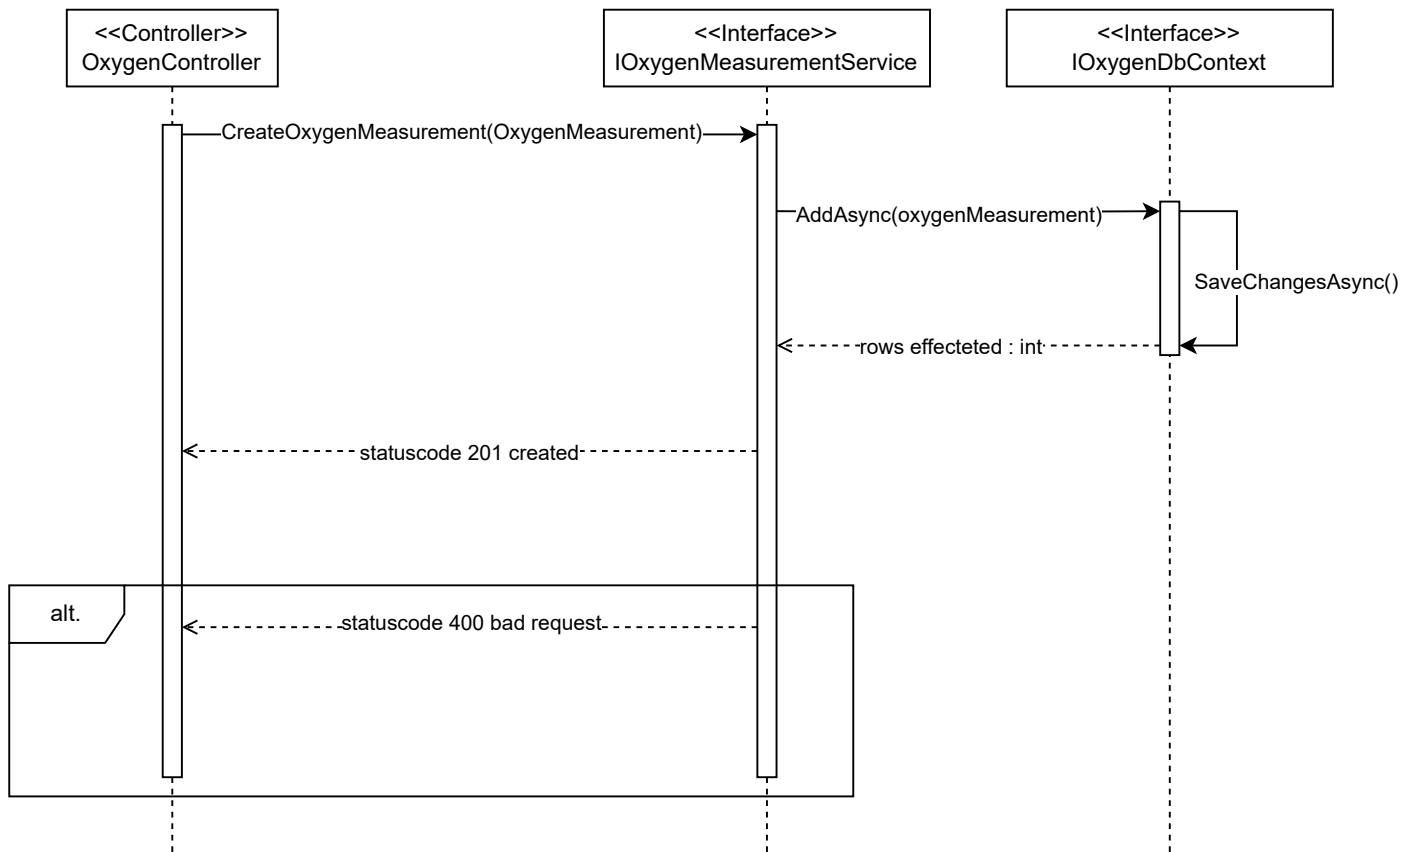 <<Controller>>
OxygenController
<<Interface>>
IOxygenMeasurementService
<<Interface>>
IOxygenDbContext
CreateOxygenMeasurement(OxygenMeasurement)
AddAsync(oxygenMeasurement)
SaveChangesAsync()
rows effecteted : int
statuscode 201 created
alt.
statuscode 400 bad request